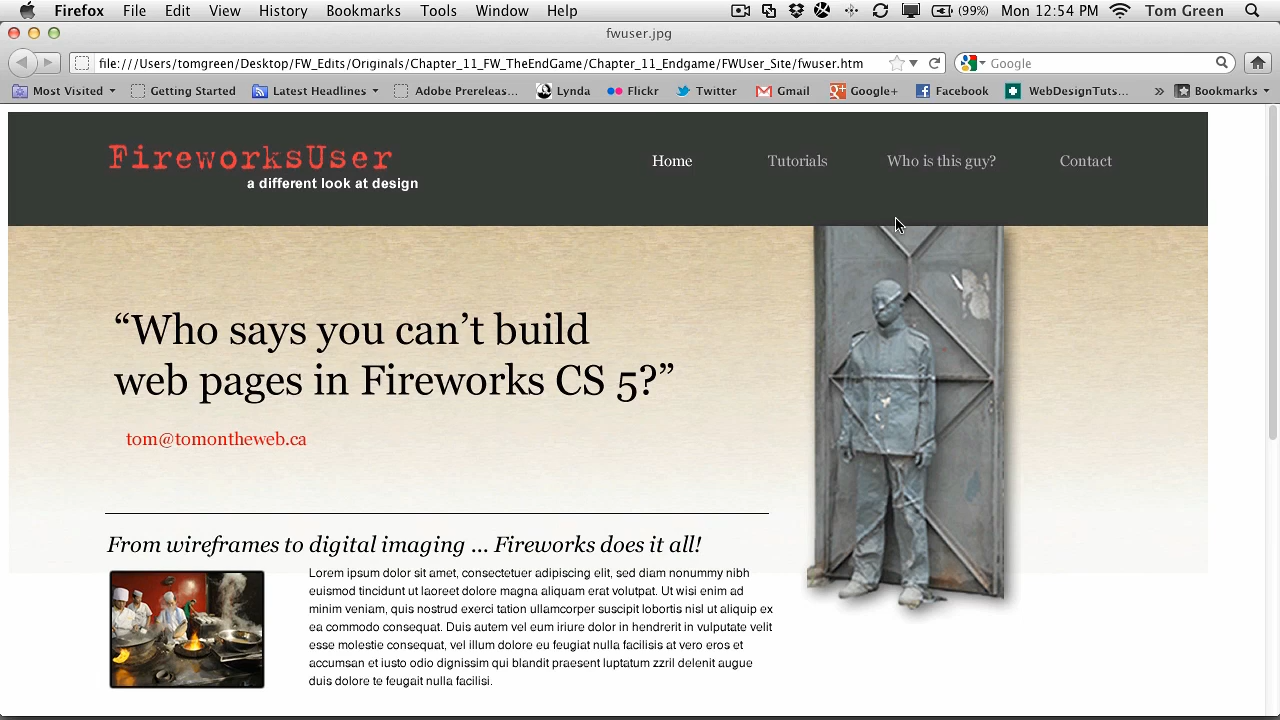 Firefox File Edit View History Bookmarks Tools Window Help (99%) Mon 12:54 PM Tom Green
fwuser.jpg
file:///Users/tomgreen/Desktop/FW_Edits/Originals/Chapter_11_FW_TheEndGame/Chapter_11_Endgame/FWUser_Site/fwuser.htm Google
Most Visited Getting Started Latest Headlines Adobe Prereleas... Lynda Flickr Twitter Gmail Google+ Facebook WebDesignTuts... » Bookmarks
FireworksUser
a different look at design
Home Tutorials Who is this guy? Contact
“Who says you can’t build
web pages in Fireworks CS 5?”
tom@tomontheweb.ca
From wireframes to digital imaging ... Fireworks does it all!
Lorem ipsum dolor sit amet, consectetuer adipiscing elit, sed diam nonummy nibh
euismod tincidunt ut laoreet dolore magna aliquam erat volutpat. Ut wisi enim ad
minim veniam, quis nostrud exerci tation ullamcorper suscipit lobortis nisl ut aliquip ex
ea commodo consequat. Duis autem vel eum iriure dolor in hendrerit in vulputate velit
esse molestie consequat, vel illum dolore eu feugiat nulla facilisis at vero eros et
accumsan et iusto odio dignissim qui blandit praesent luptatum zzril delenit augue
duis dolore te feugait nulla facilisi.